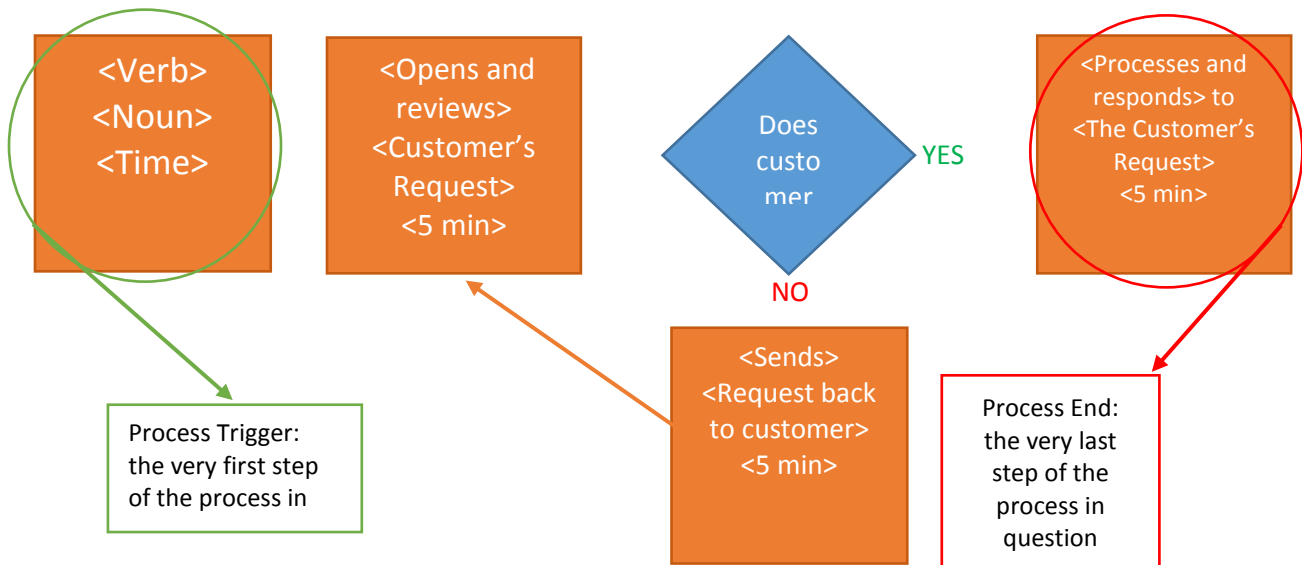 <Verb>
<Noun>
<Time>
<Opens and
reviews>
<Customer’s
Request>
<5 min>
Does
custo
mer
YES
NO
<Processes and
responds> to
<The Customer’s
Request>
<5 min>
<Sends>
<Request back
to customer>
<5 min>
Process Trigger:
the very first step
of the process in
Process End:
the very last
step of the
process in
question